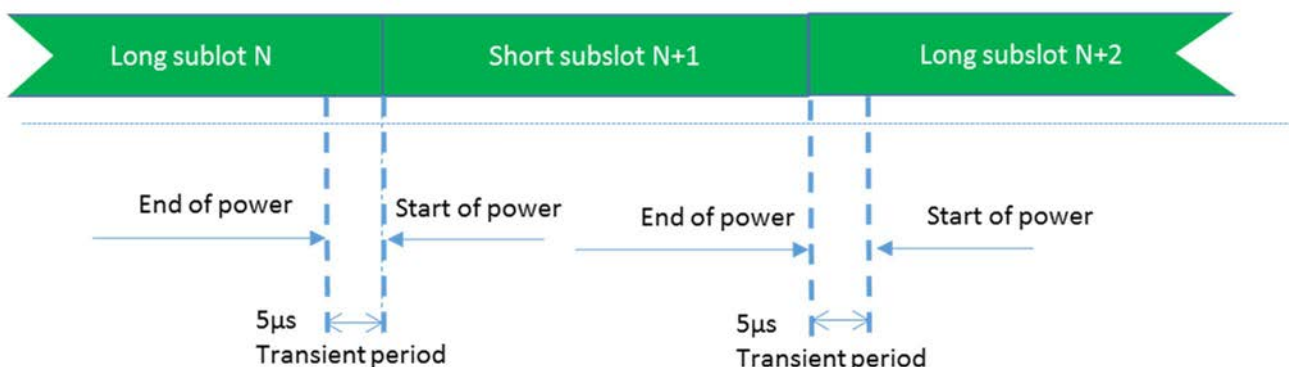 Long sublot N
Short subslot N+1
Long subslot N+2
End of power
Start of power
End of power
Start of power
5µs
Transient period
5µs
Transient period